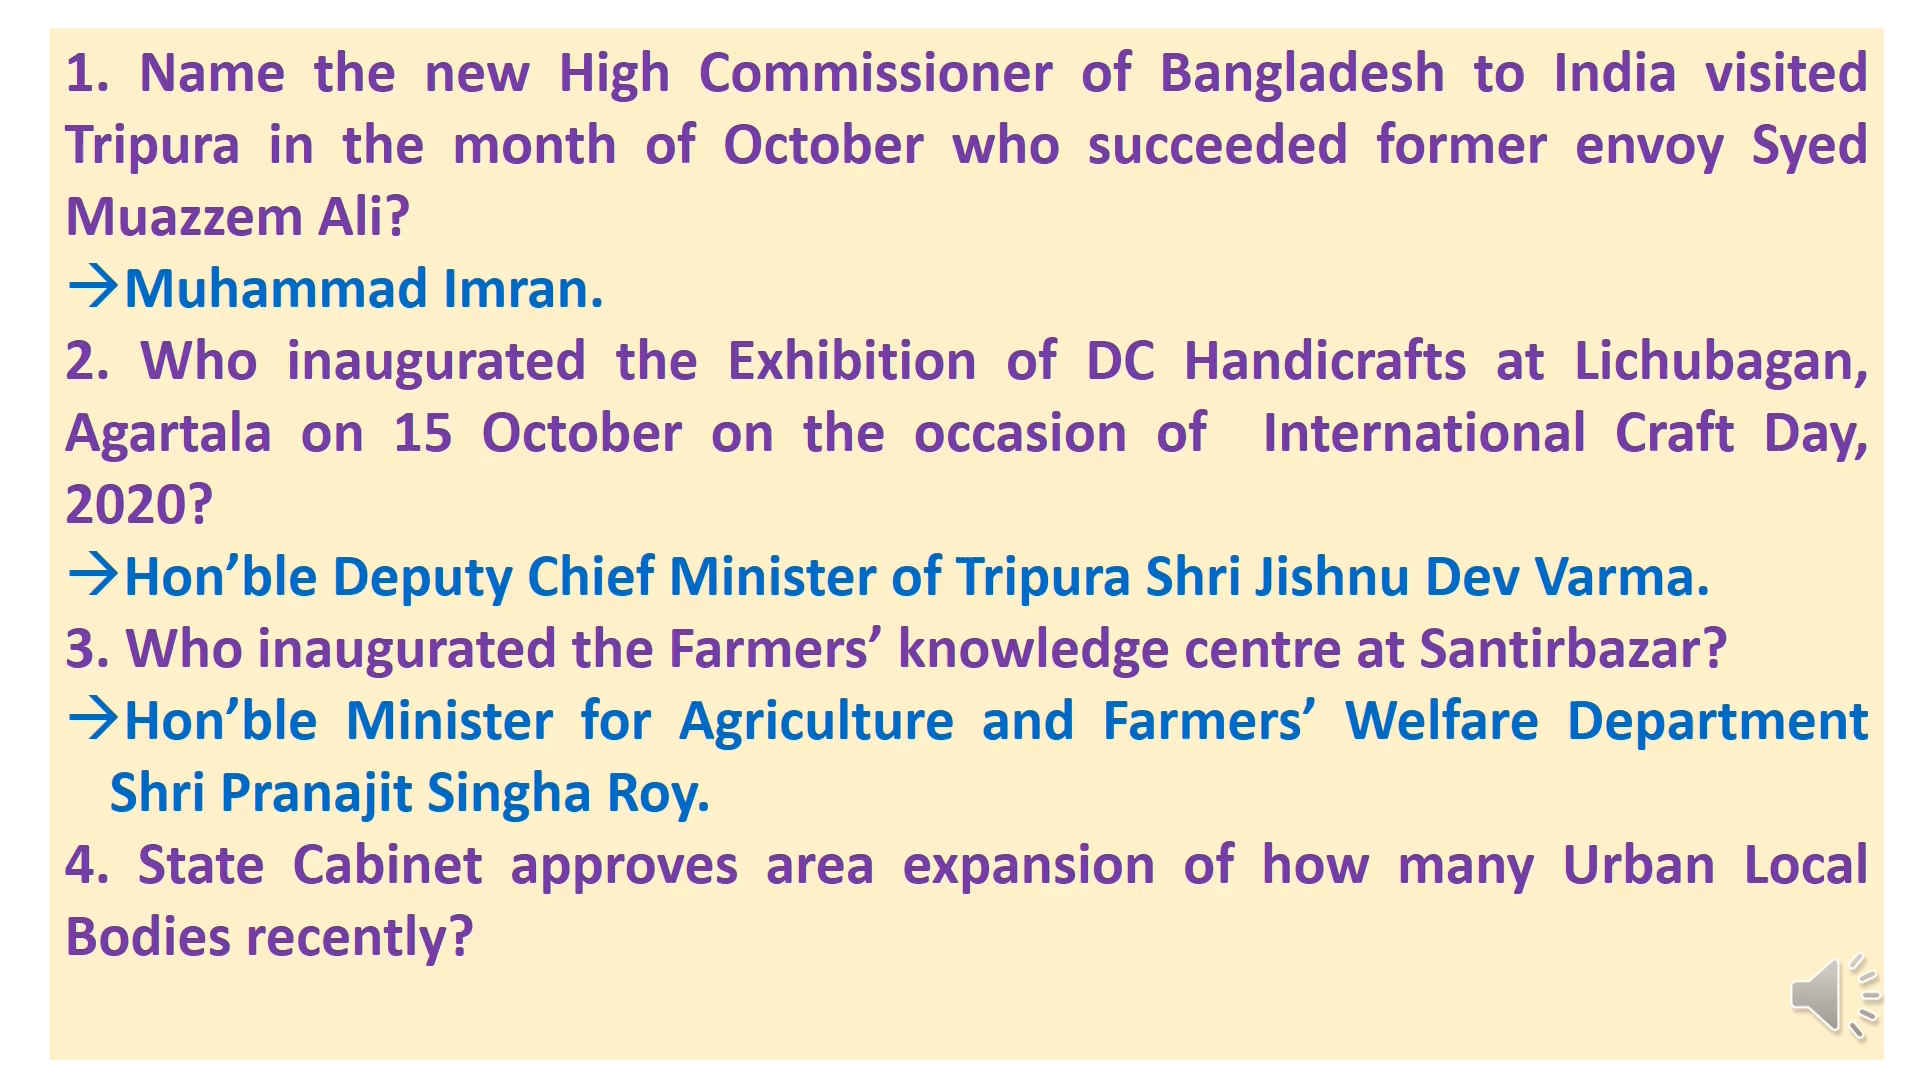 1. Name the new High Commissioner of Bangladesh to India visited
Tripura in the month of October who succeeded former envoy Syed
Muazzem Ali?
→Muhammad Imran.
2. Who inaugurated the Exhibition of DC Handicrafts at Lichubagan,
Agartala on 15 October on the occasion of International Craft Day,
2020?
→Hon’ble Deputy Chief Minister of Tripura Shri Jishnu Dev Varma.
3. Who inaugurated the Farmers’ knowledge centre at Santirbazar?
→Hon’ble Minister for Agriculture and Farmers’ Welfare Department
Shri Pranajit Singha Roy.
4. State Cabinet approves area expansion of how many Urban Local
Bodies recently?